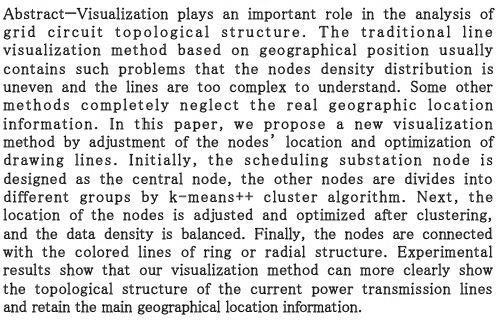 Abstract—Visualization plays an important role in the analysis of
grid circuit topological structure. The traditional line
visualization method based on geographical position usually
contains such problems that the nodes density distribution is
uneven and the lines are too complex to understand. Some other
methods completely neglect the real geographic location
information. In this paper, we propose a new visualization
method by adjustment of the nodes’ location and optimization of
drawing lines. Initially, the scheduling substation node is
designed as the central node, the other nodes are divides into
different groups by k-means++ cluster algorithm. Next, the
location of the nodes is adjusted and optimized after clustering,
and the data density is balanced. Finally, the nodes are connected
with the colored lines of ring or radial structure. Experimental
results show that our visualization method can more clearly show
the topological structure of the current power transmission lines
and retain the main geographical location information.